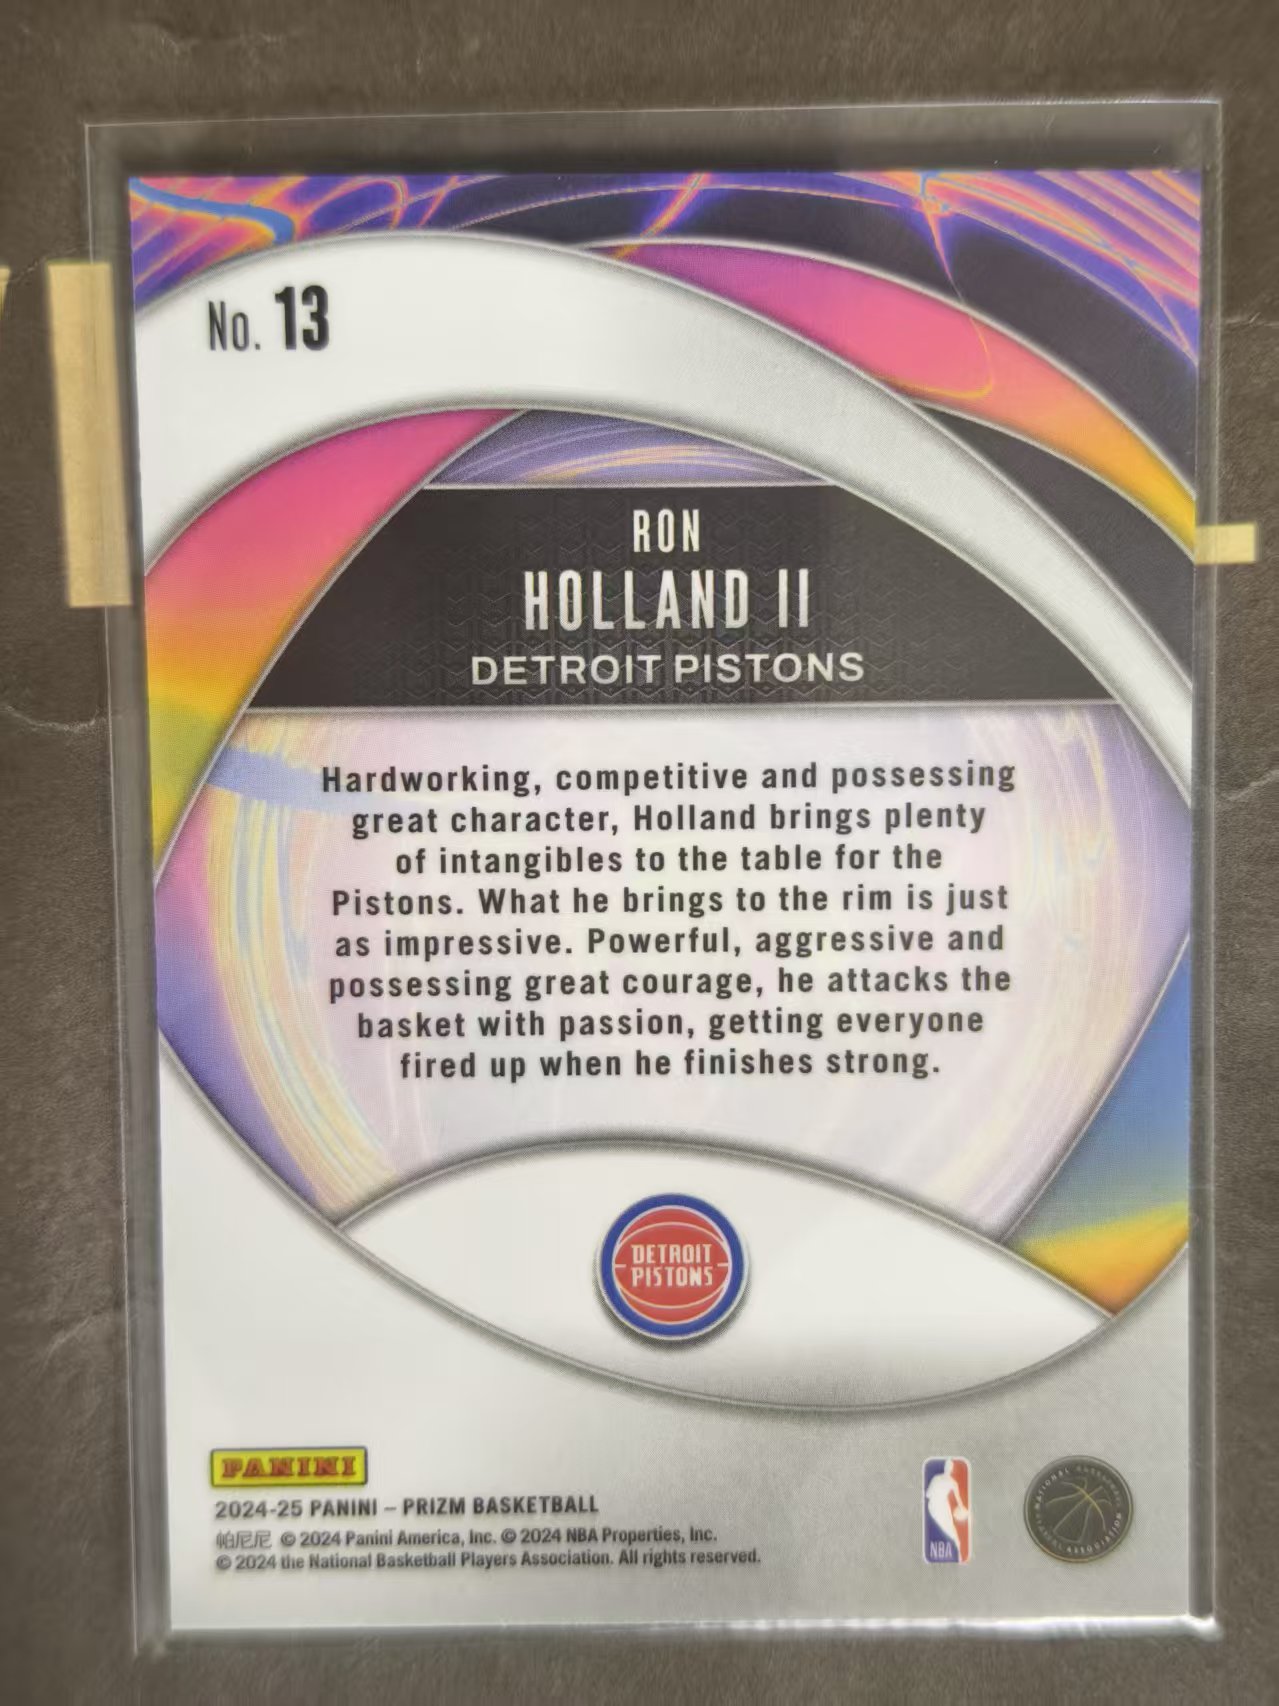 No. 13
RON
HOLLAND II
DETROIT PISTONS
Hardworking, competitive and possessing
great character, Holland brings plenty
of intangibles to the table for the
Pistons. What he brings to the rim is just
as impressive. Powerful, aggressive and
possessing great courage, he attacks the
basket with passion, getting everyone
fired up when he finishes strong.
DETROIT
PISTONS
PANINI
2024-25 PANINI – PRIZM BASKETBALL
帕尼尼 © 2024 Panini America, Inc. © 2024 NBA Properties, Inc.
© 2024 the National Basketball Players Association. All rights reserved.
NBA
NATIONAL BASKETBALL
PLAYERS ASSOCIATION